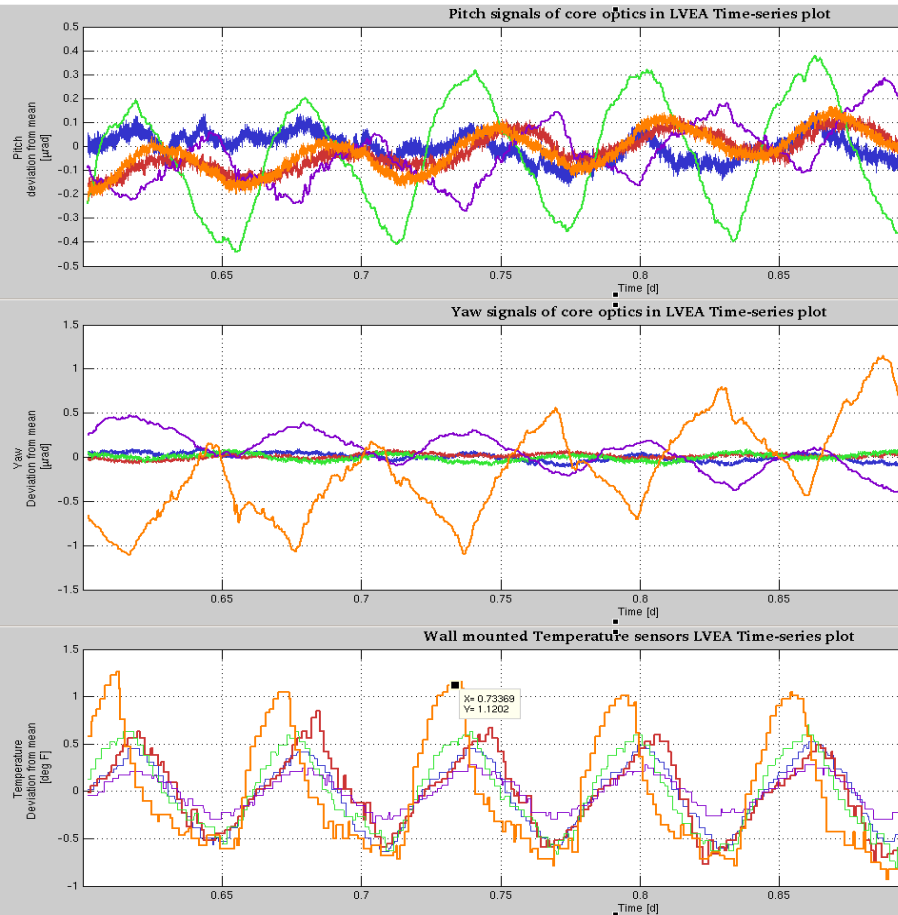 Pitch signals of core optics in LVEA Time-series plot
0.5
0.4
0.3
0.2
0.1
0
-0.1
-0.2
-0.3
-0.4
-0.5
Pitch
deviation from mean
[µrad]
0.65
0.7
0.75
0.8
0.85
Time [d]
Yaw signals of core optics in LVEA Time-series plot
1.5
1
0.5
0
-0.5
-1
-1.5
Yaw
Deviation from mean
[µrad]
0.65
0.7
0.75
0.8
0.85
Time [d]
Wall mounted Temperature sensors LVEA Time-series plot
1.5
1
0.5
0
-0.5
-1
Temperature
Deviation from mean
[deg F]
X= 0.73369
Y= 1.1202
0.65
0.7
0.75
0.8
0.85
Time [d]